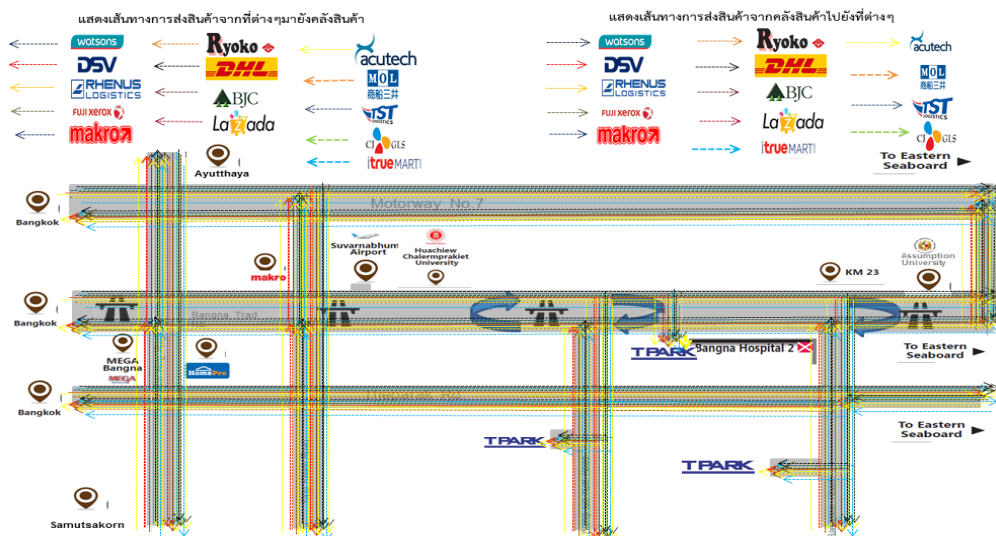 แสดงเส้นทางการส่งสินค้าจากที่ต่างๆมายังคลังสินค้า
แสดงเส้นทางการส่งสินค้าจากคลังสินค้าไปยังที่ต่างๆ
watsons
Ryoko
acutech
DSV
DHL
MOL
商船三井
RHENUS
LOGISTICS
ABJC
TST
LOGISTICS
FUJI XEROX
Lazada
CJ GLS
makro
iTRUEMART!
watsons
Ryoko
acutech
DSV
DHL
MOL
商船三井
RHENUS
LOGISTICS
ABJC
TST
LOGISTICS
FUJI XEROX
Lazada
CJ GLS
makro
iTRUEMART!
To Eastern
Seaboard
Ayutthaya
Motorway No.7
Bangkok
Suvarnabhum
Airport
Huachiew
Chalermprakiet
University
Assumption
University
makro
KM 23
Bangkok
Bangna Trad
MEGA
Bangna
MEGA
HomePro
TPARK
Bangna Hospital 2
To Eastern
Seaboard
Theparak Rd.
Bangkok
To Eastern
Seaboard
TPARK
TPARK
Samutsakorn